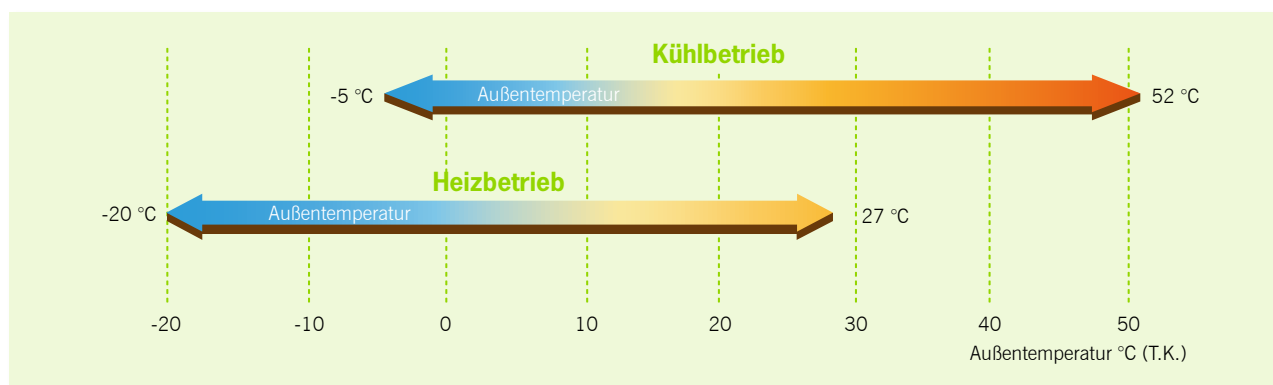 Kühlbetrieb
-5 °C Außentemperatur 52 °C
Heizbetrieb
-20 °C Außentemperatur 27 °C
-20 -10 0 10 20 30 40 50
Außentemperatur °C (T.K.)